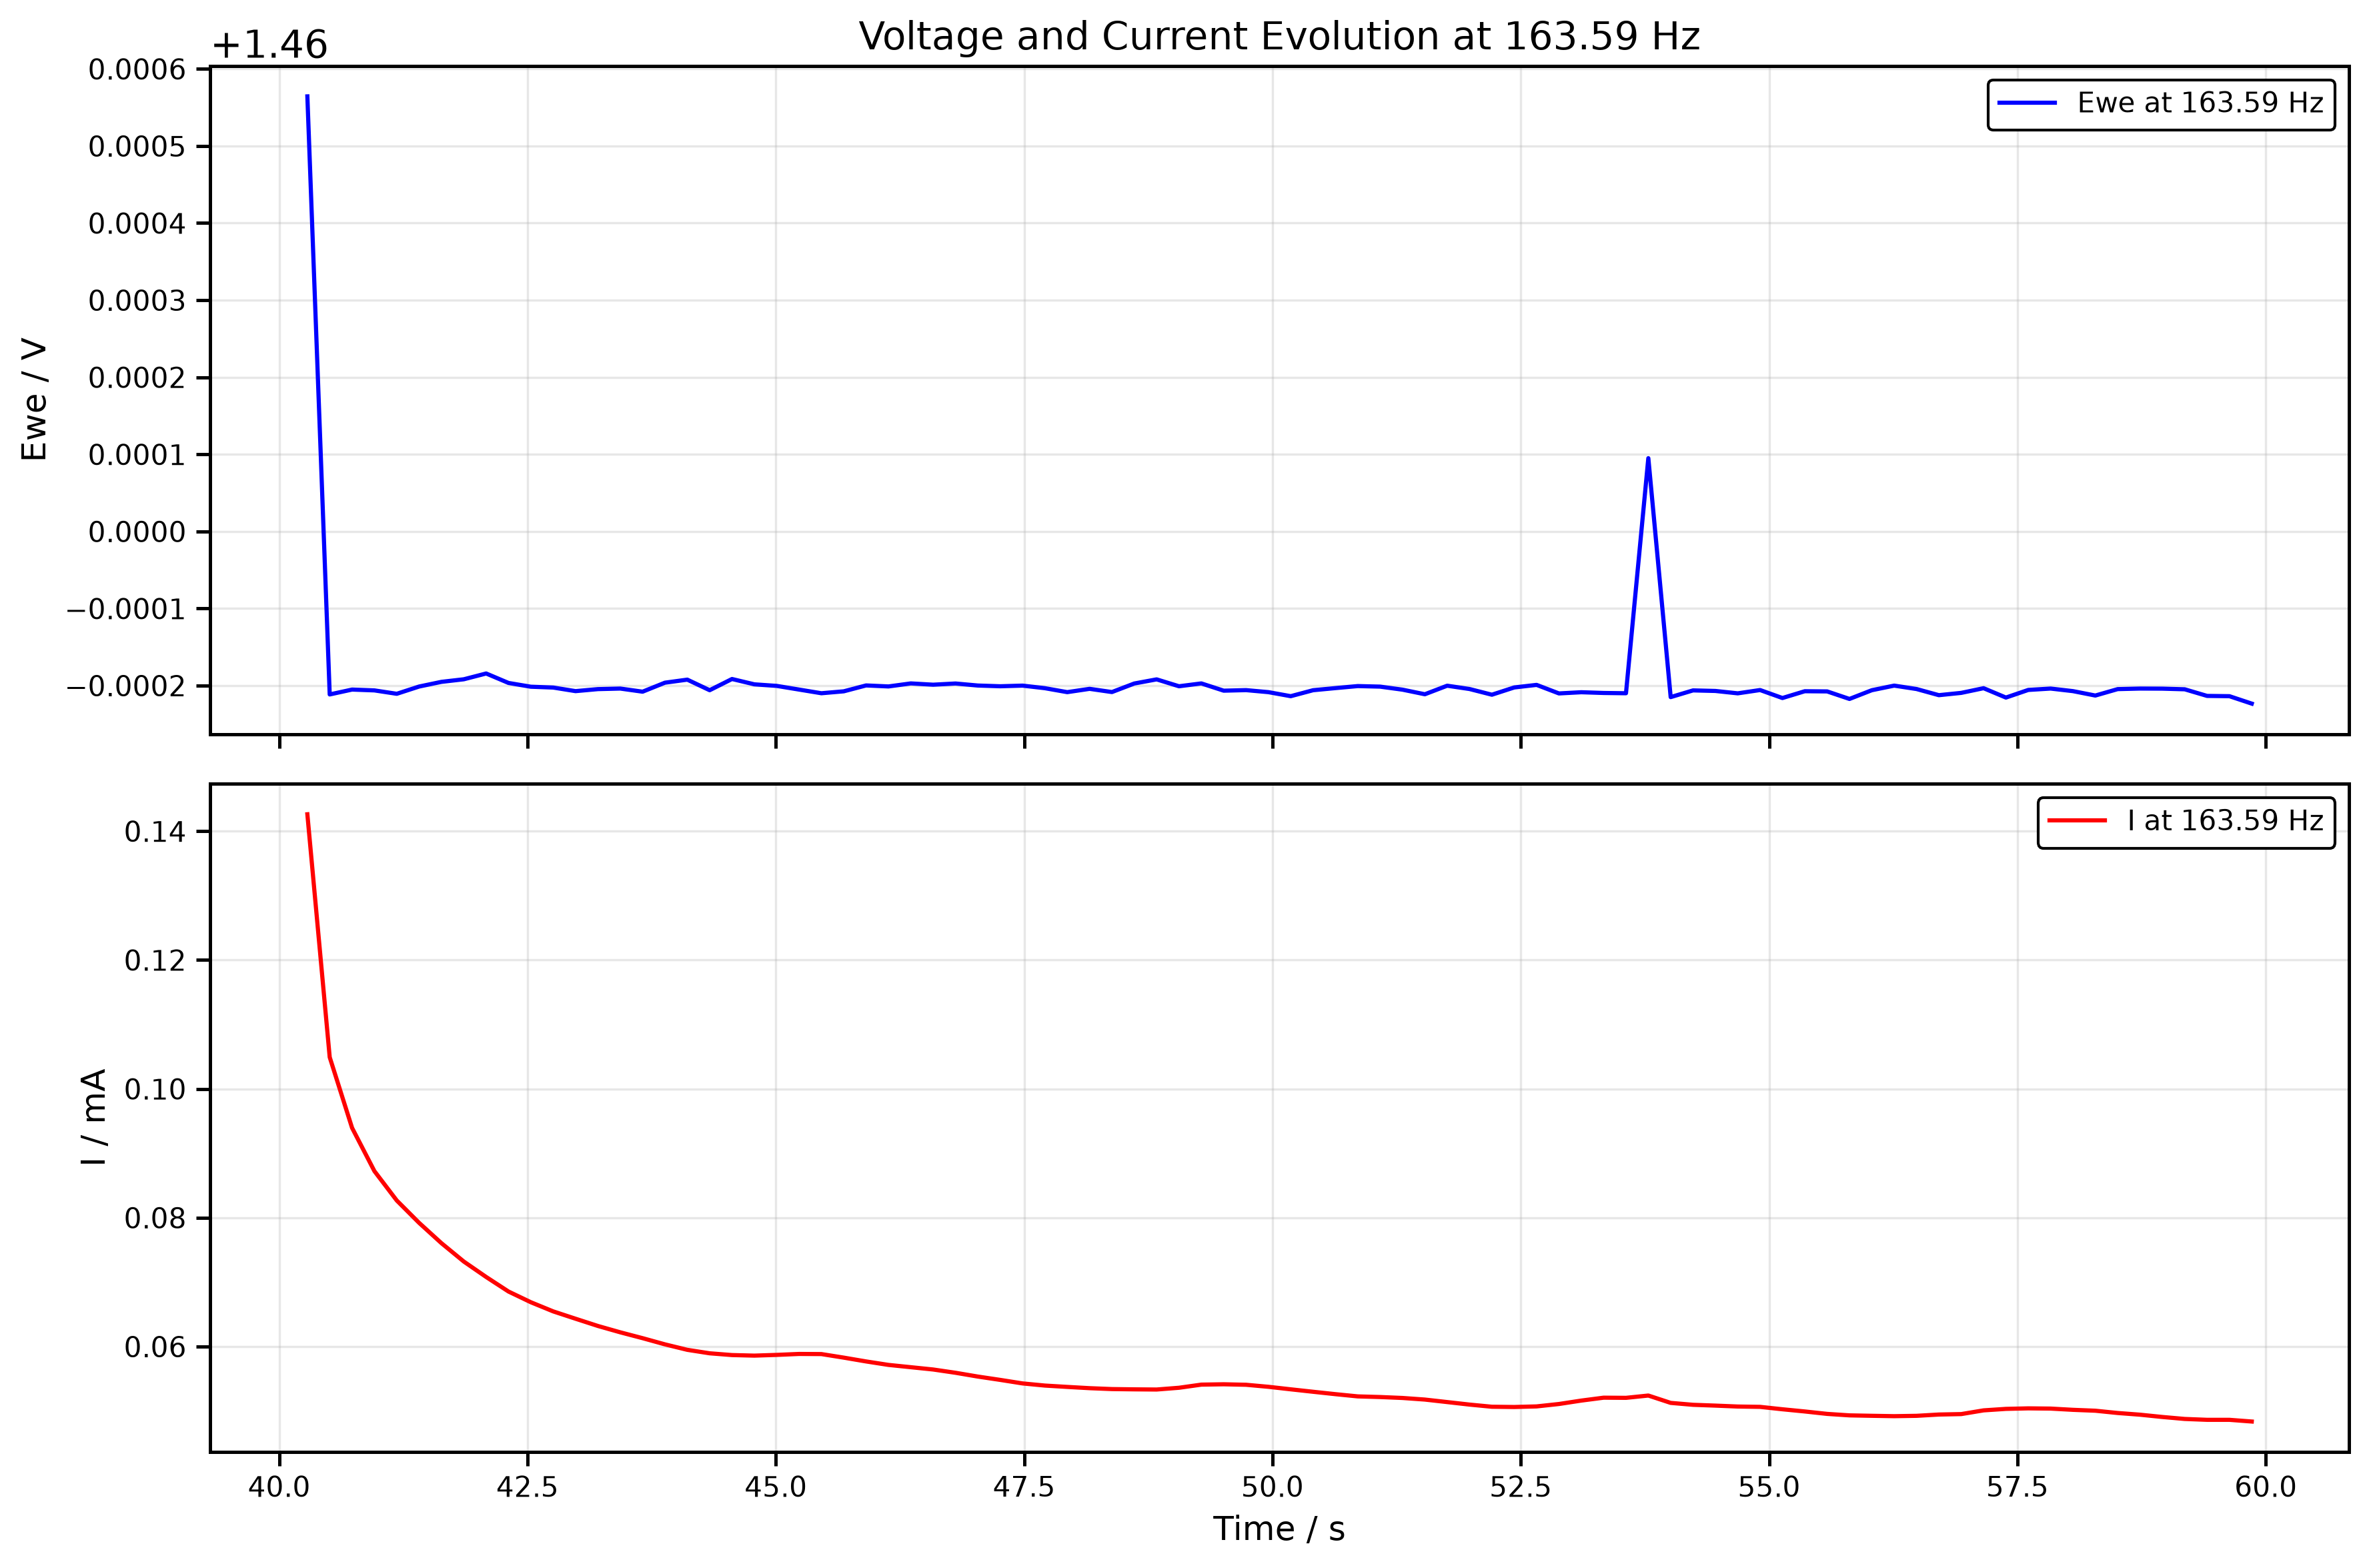 Voltage and Current Evolution at 163.59 Hz
+1.46
0.0006
0.0005
0.0004
0.0003
0.0002
0.0001
0.0000
−0.0001
−0.0002
Ewe / V
Ewe at 163.59 Hz
0.14
0.12
0.10
0.08
0.06
I / mA
I at 163.59 Hz
40.0 42.5 45.0 47.5 50.0 52.5 55.0 57.5 60.0
Time / s